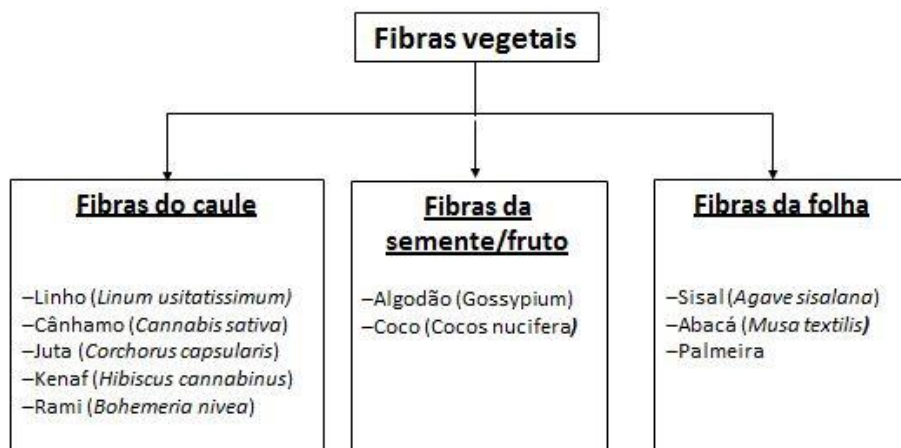 Fibras vegetais
Fibras do caule
–Linho (Linum usitatissimum)
–Cânhamo (Cannabis sativa)
–Juta (Corchorus capsularis)
–Kenaf (Hibiscus cannabinus)
–Rami (Bohemeria nivea)
Fibras da
semente/fruto
–Algodão (Gossypium)
–Coco (Cocos nucifera)
Fibras da folha
–Sisal (Agave sisalana)
–Abacá (Musa textilis)
–Palmeira